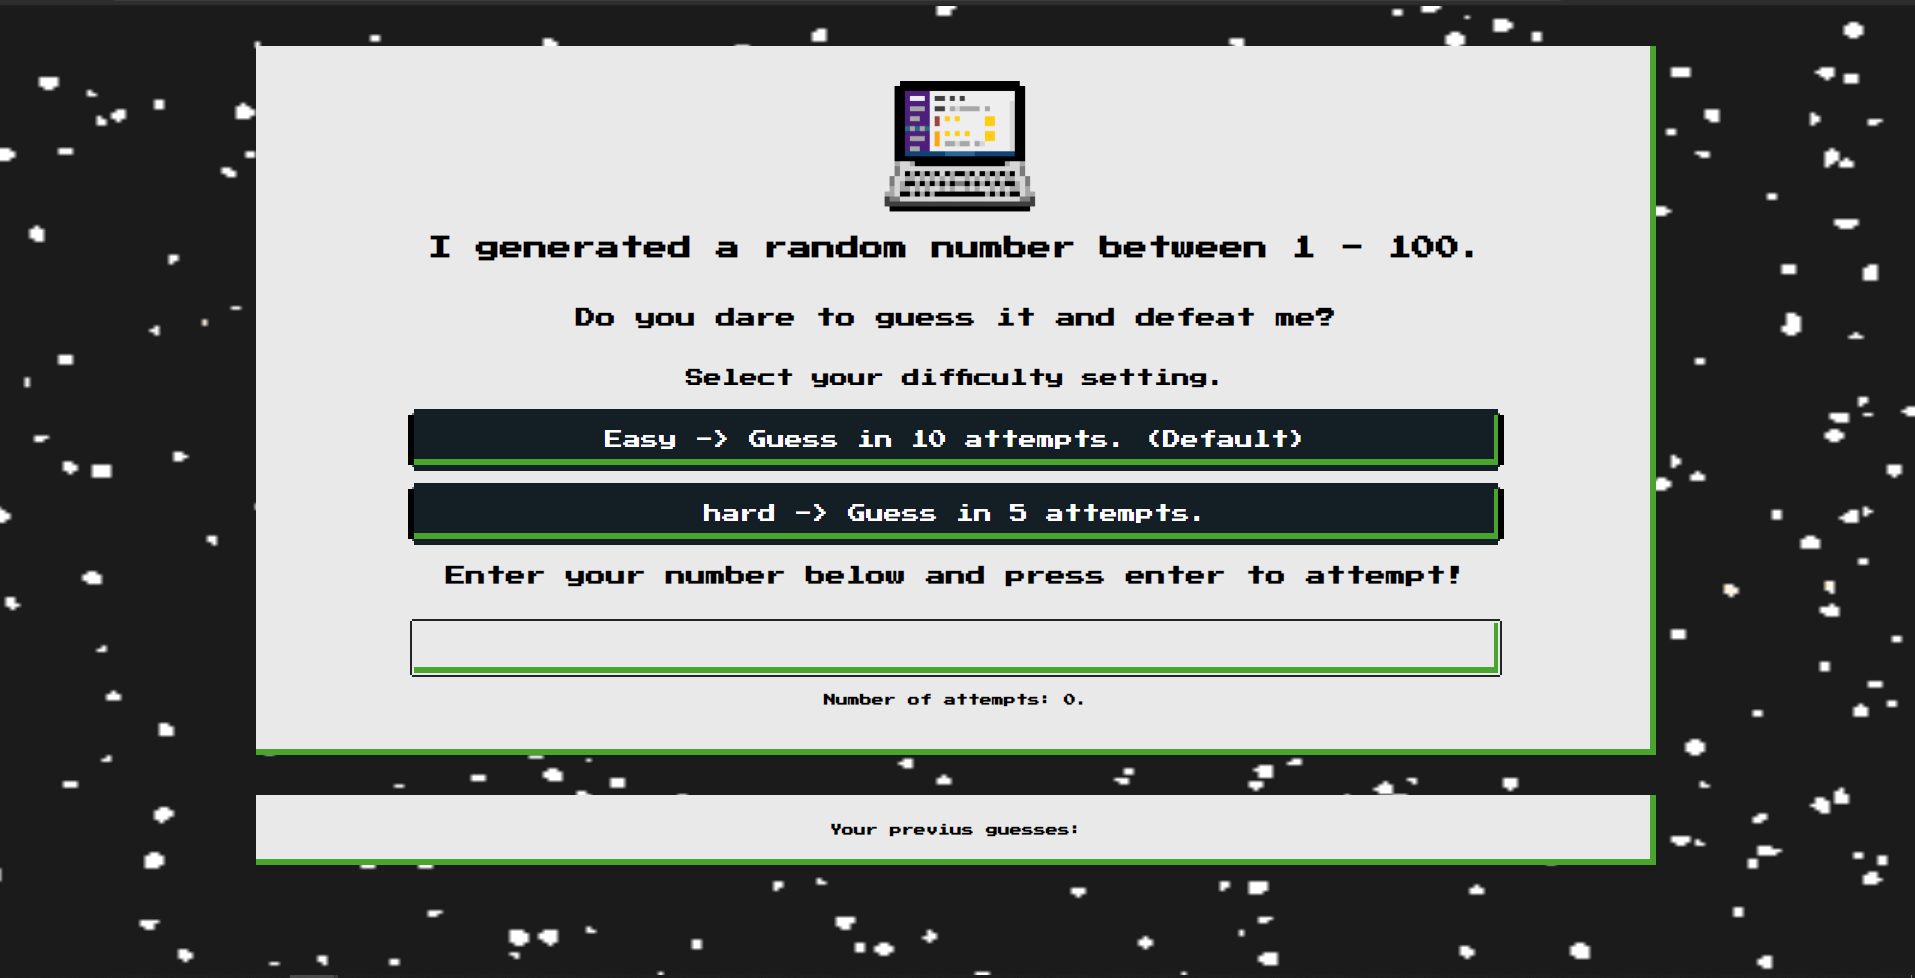 I generated a random number between 1 - 100.
Do you dare to guess it and defeat me?
Select your difficulty setting.
Easy -> Guess in 10 attempts. (Default)
hard -> Guess in 5 attempts.
Enter your number below and press enter to attempt!
Number of attempts: 0.
Your previus guesses: